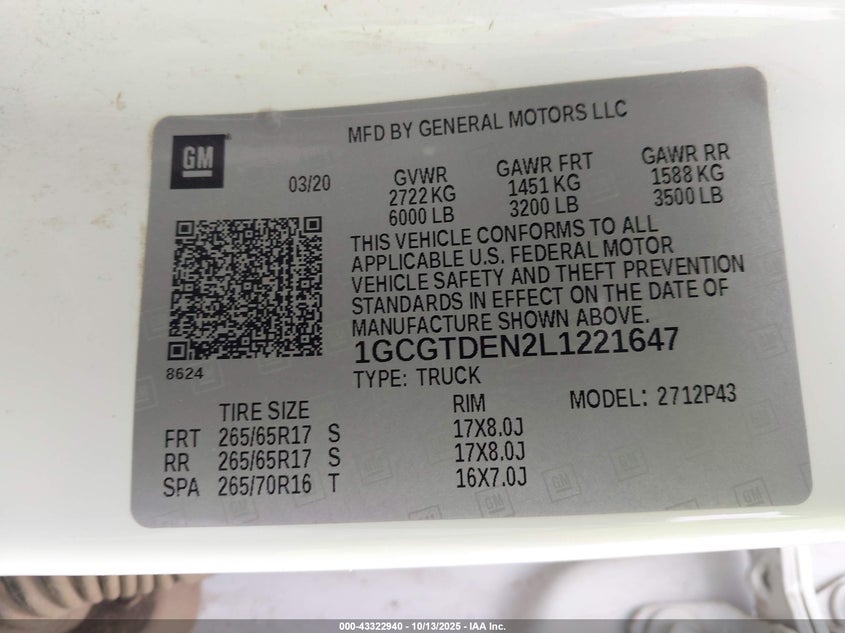 MFD BY GENERAL MOTORS LLC
GM
03/20
GVWR GAWR FRT GAWR RR
2722 KG 1451 KG 1588 KG
6000 LB 3200 LB 3500 LB
THIS VEHICLE CONFORMS TO ALL
APPLICABLE U.S. FEDERAL MOTOR
VEHICLE SAFETY AND THEFT PREVENTION
STANDARDS IN EFFECT ON THE DATE OF
MANUFACTURE SHOWN ABOVE.
1GCGTDEN2L1221647
8624
TYPE: TRUCK
MODEL: 2712P43
TIRE SIZE RIM
FRT 265/65R17 S 17X8.0J
RR 265/65R17 S 17X8.0J
SPA 265/70R16 T 16X7.0J
000-43322940 - 10/13/2025 - IAA Inc.